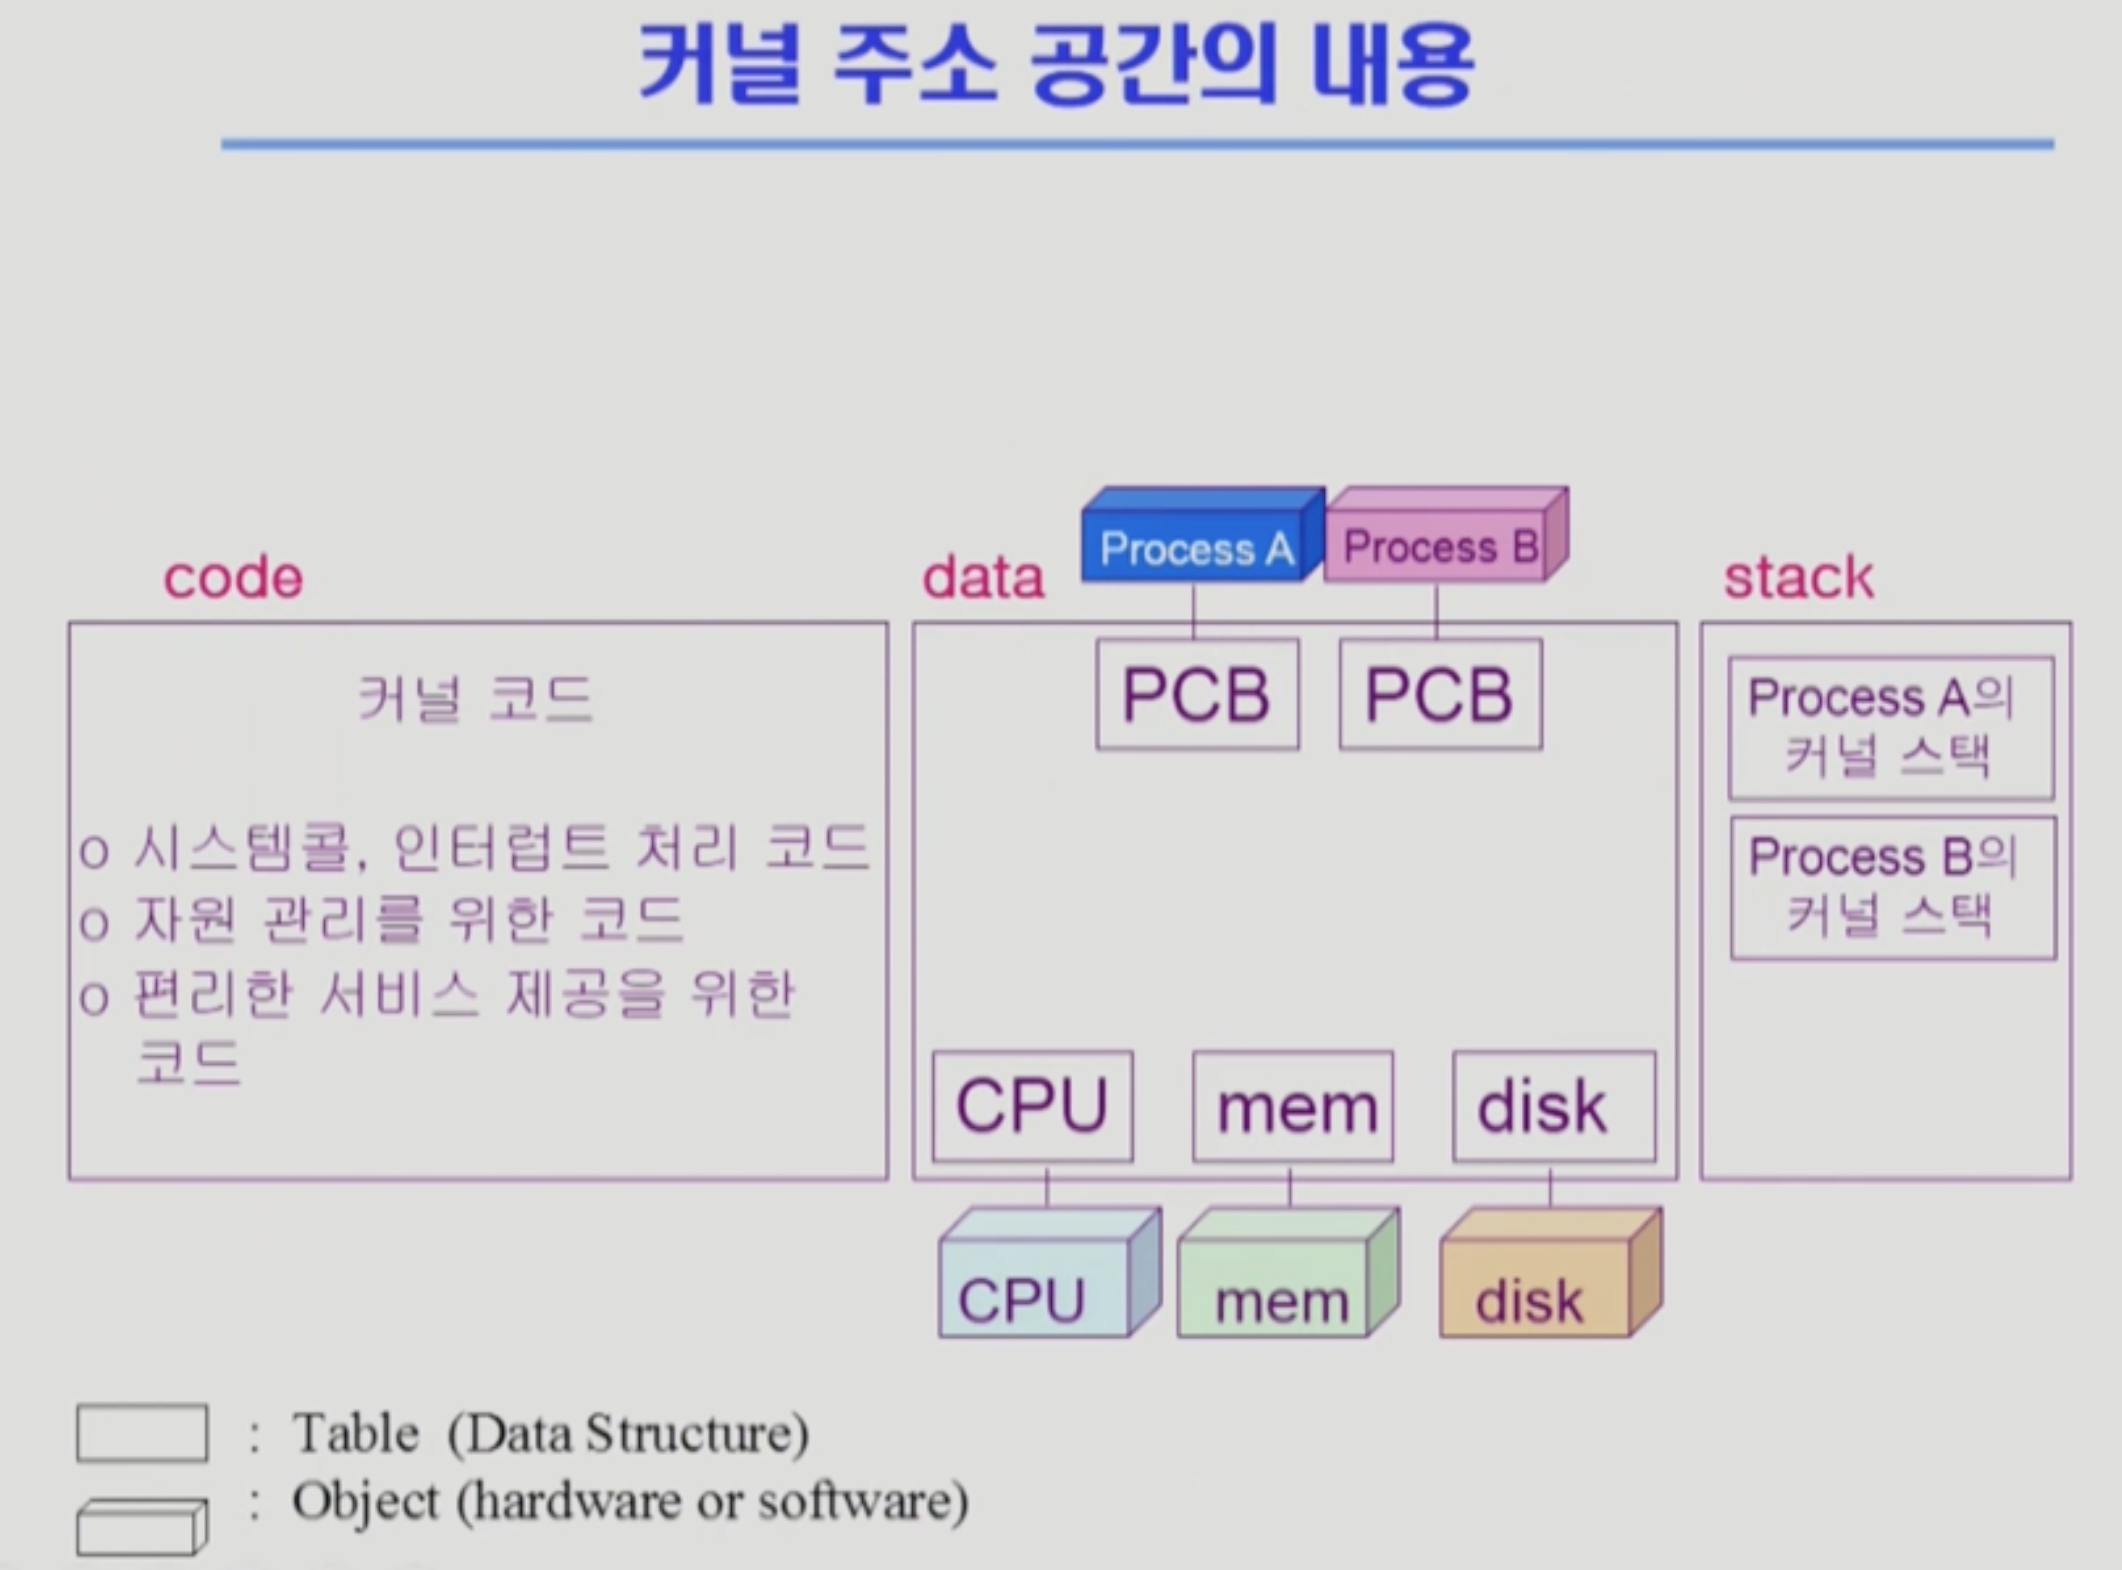 커널 주소 공간의 내용
Process A
Process B
code
data
stack
커널 코드
o 시스템콜, 인터럽트 처리 코드
o 자원 관리를 위한 코드
o 편리한 서비스 제공을 위한
코드
PCB
PCB
CPU
mem
disk
Process A의
커널 스택
Process B의
커널 스택
CPU
mem
disk
: Table (Data Structure)
: Object (hardware or software)